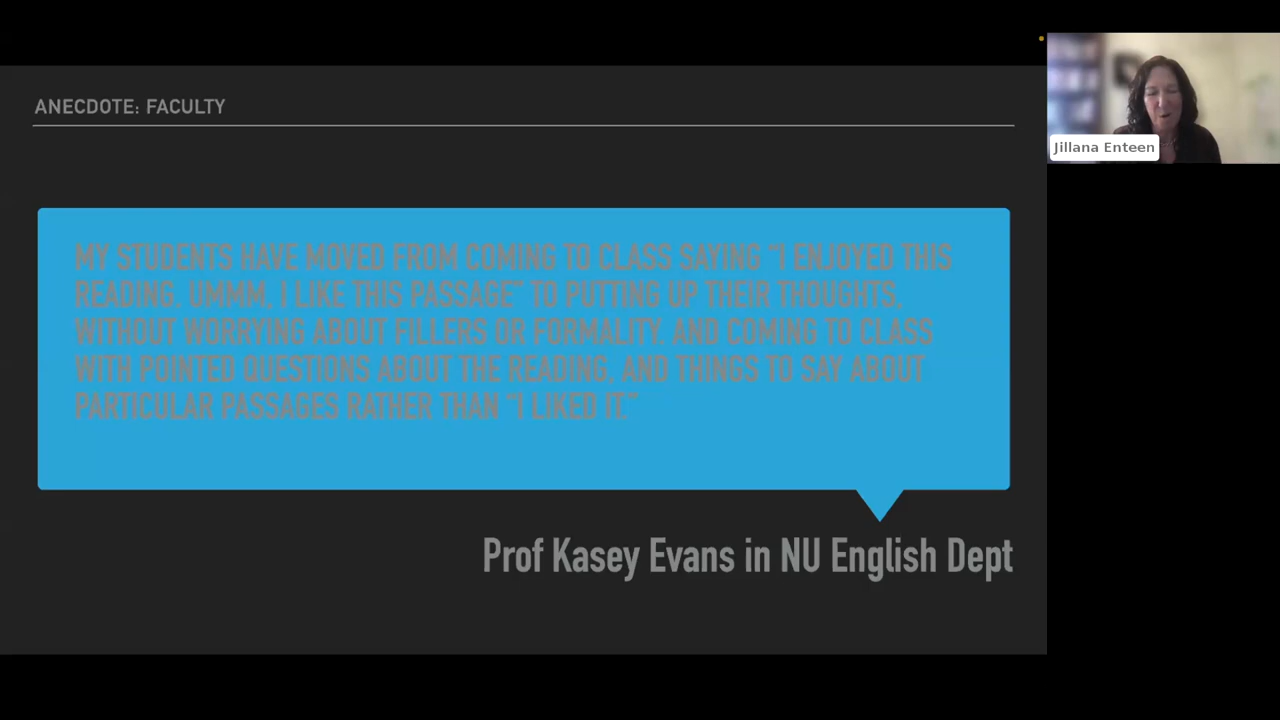 ANECDOTE: FACULTY
Jillana Enteen
MY STUDENTS HAVE MOVED FROM COMING TO CLASS SAYING “I ENJOYED THIS
READING, UMMM, I LIKE THIS PASSAGE” TO PUTTING UP THEIR THOUGHTS,
WITHOUT WORRYING ABOUT FILLERS OR FORMALITY. AND COMING TO CLASS
WITH POINTED QUESTIONS ABOUT THE READING, AND THINGS TO SAY ABOUT
PARTICULAR PASSAGES RATHER THAN “I LIKED IT.”
Prof Kasey Evans in NU English Dept